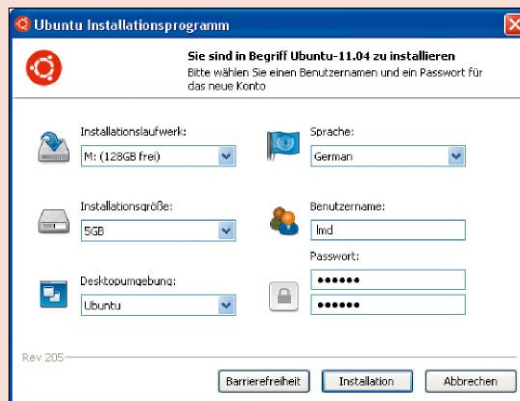 Ubuntu Installationsprogramm
Sie sind in Begriff Ubuntu-11.04 zu installieren
Bitte wählen Sie einen Benutzernamen und ein Passwort für
das neue Konto
Installationslaufwerk:
M: (128GB frei)
Sprache:
German
Installationsgröße:
5GB
Benutzername:
lmd
Passwort:
●●●●●●
●●●●●●
Desktopumgebung:
Ubuntu
Rev 205
Barrierefreiheit
Installation
Abbrechen